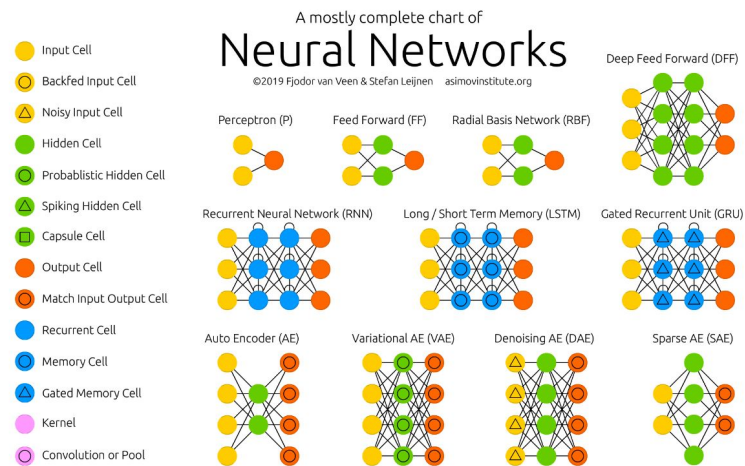 A mostly complete chart of
Neural Networks
©2019 Fjodor van Veen & Stefan Leijnen asimovinstitute.org
Input Cell
Backfed Input Cell
Noisy Input Cell
Hidden Cell
Probablistic Hidden Cell
Spiking Hidden Cell
Capsule Cell
Output Cell
Match Input Output Cell
Recurrent Cell
Memory Cell
Gated Memory Cell
Kernel
Convolution or Pool
Deep Feed Forward (DFF)
Perceptron (P)
Feed Forward (FF)
Radial Basis Network (RBF)
Recurrent Neural Network (RNN)
Long / Short Term Memory (LSTM)
Gated Recurrent Unit (GRU)
Auto Encoder (AE)
Variational AE (VAE)
Denoising AE (DAE)
Sparse AE (SAE)